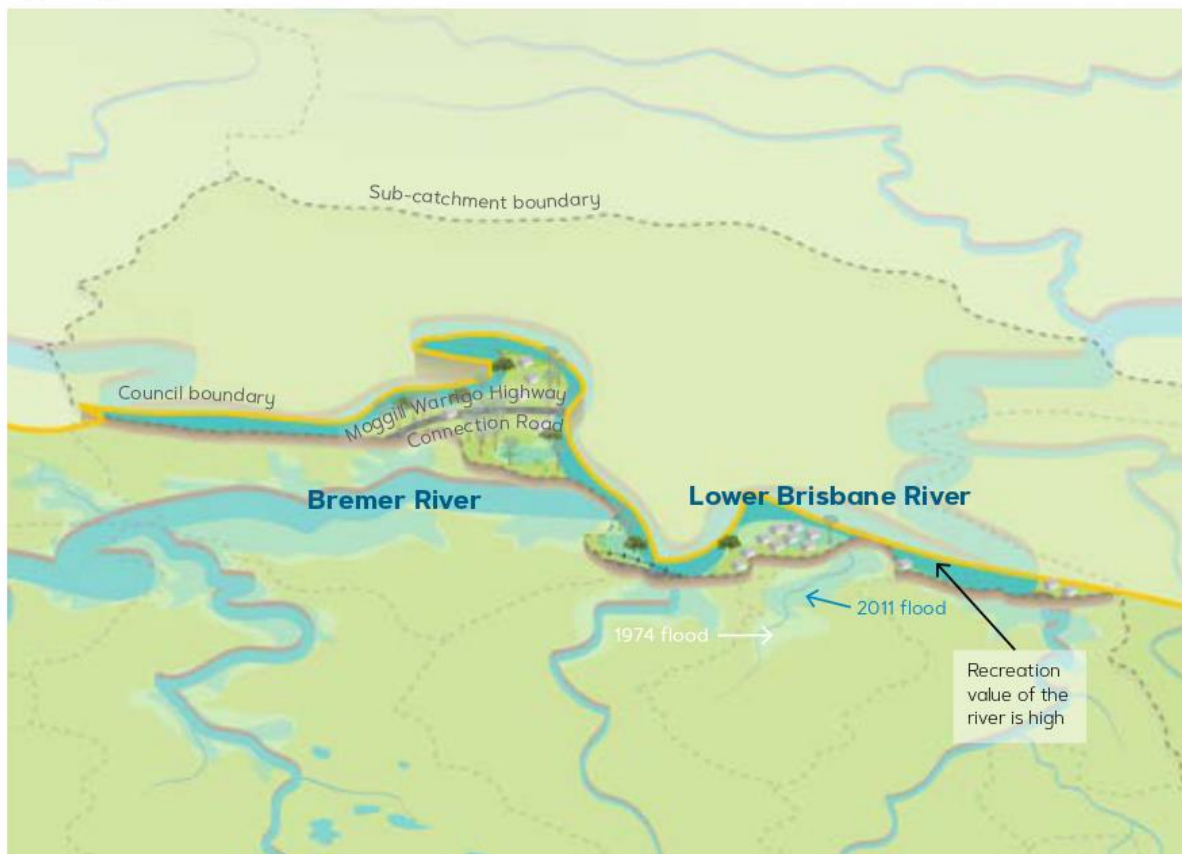 Sub-catchment boundary
Council boundary
Moggill Warrigo Highway
Connection Road
Bremer River
Lower Brisbane River
2011 flood
1974 flood
Recreation
value of the
river is high